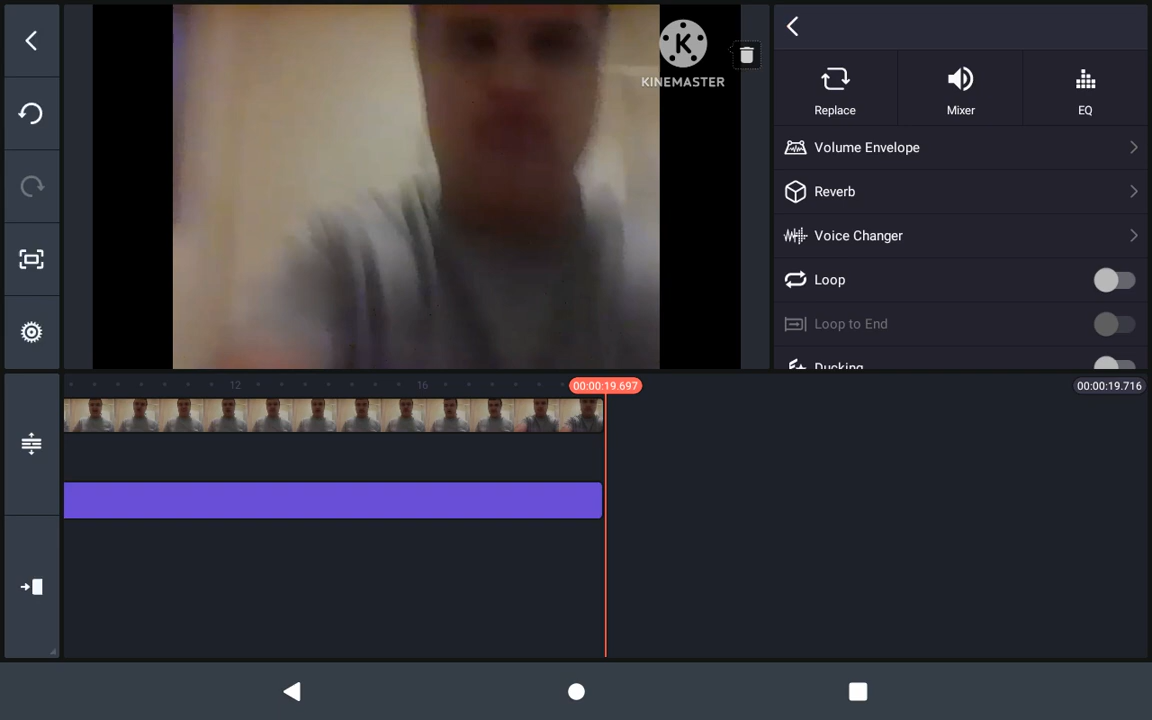 KINEMASTER
Replace
Mixer
EQ
Volume Envelope
Reverb
Voice Changer
Loop
Loop to End
Ducking
12
16
00:00:19.697
00:00:19.716